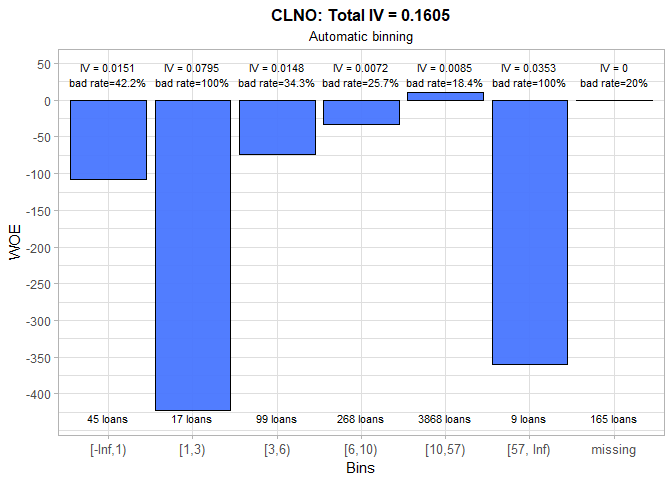 CLNO: Total IV = 0.1605
Automatic binning
IV = 0.0151 IV = 0.0795 IV = 0.0148 IV = 0.0072 IV = 0.0085 IV = 0.0353 IV = 0
bad rate=42.2% bad rate=100% bad rate=34.3% bad rate=25.7% bad rate=18.4% bad rate=100% bad rate=20%
50
0
-50
-100
-150
-200
-250
-300
-350
-400
WOE
45 loans 17 loans 99 loans 268 loans 3868 loans 9 loans 165 loans
[-Inf,1) [1,3) [3,6) [6,10) [10,57) [57, Inf) missing
Bins